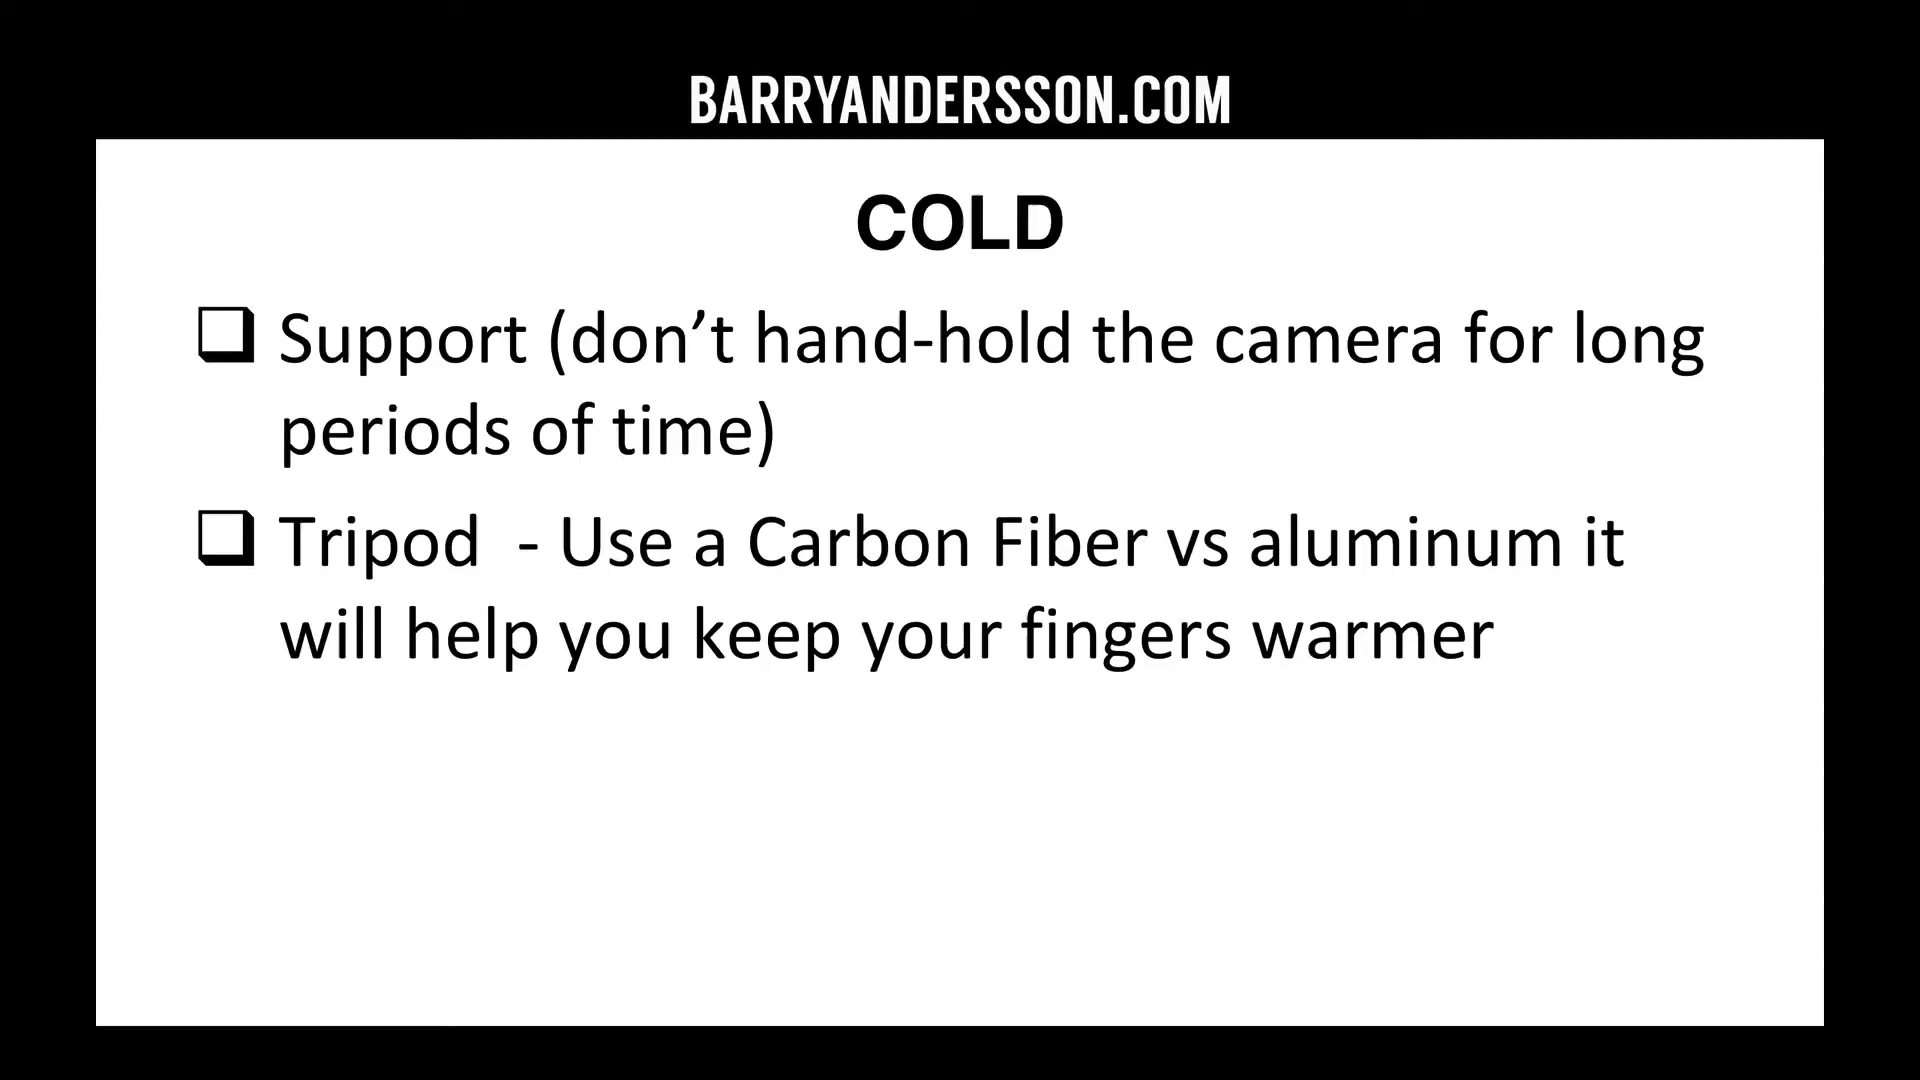 BARRYANDERSSON.COM
COLD
Support (don’t hand-hold the camera for long
periods of time)
Tripod  - Use a Carbon Fiber vs aluminum it
will help you keep your fingers warmer